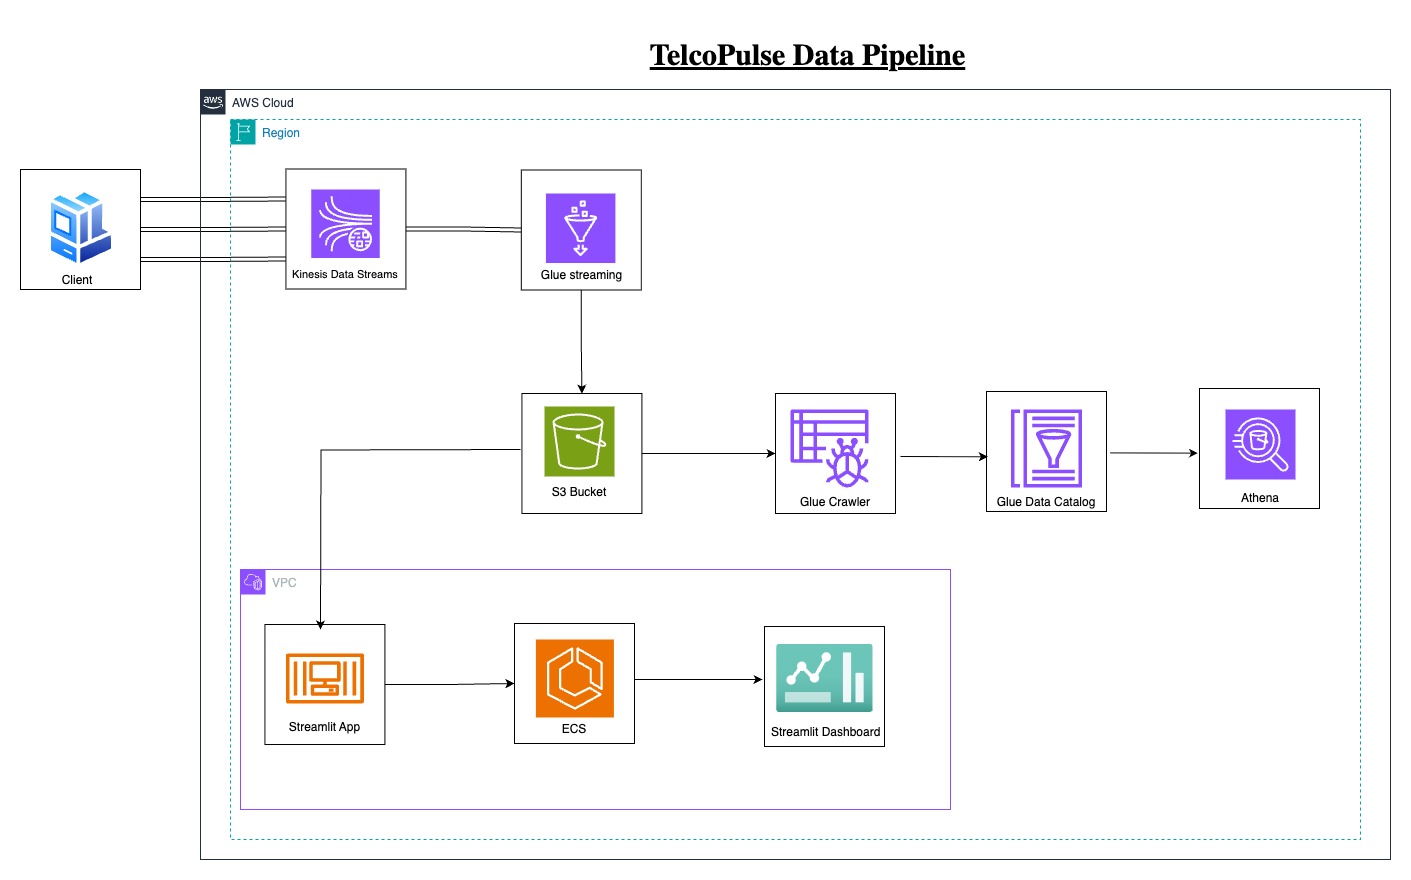 TelcoPulse Data Pipeline
aws
AWS Cloud
Region
Client
Kinesis Data Streams
Glue streaming
S3 Bucket
Glue Crawler
Glue Data Catalog
Athena
VPC
Streamlit App
ECS
Streamlit Dashboard